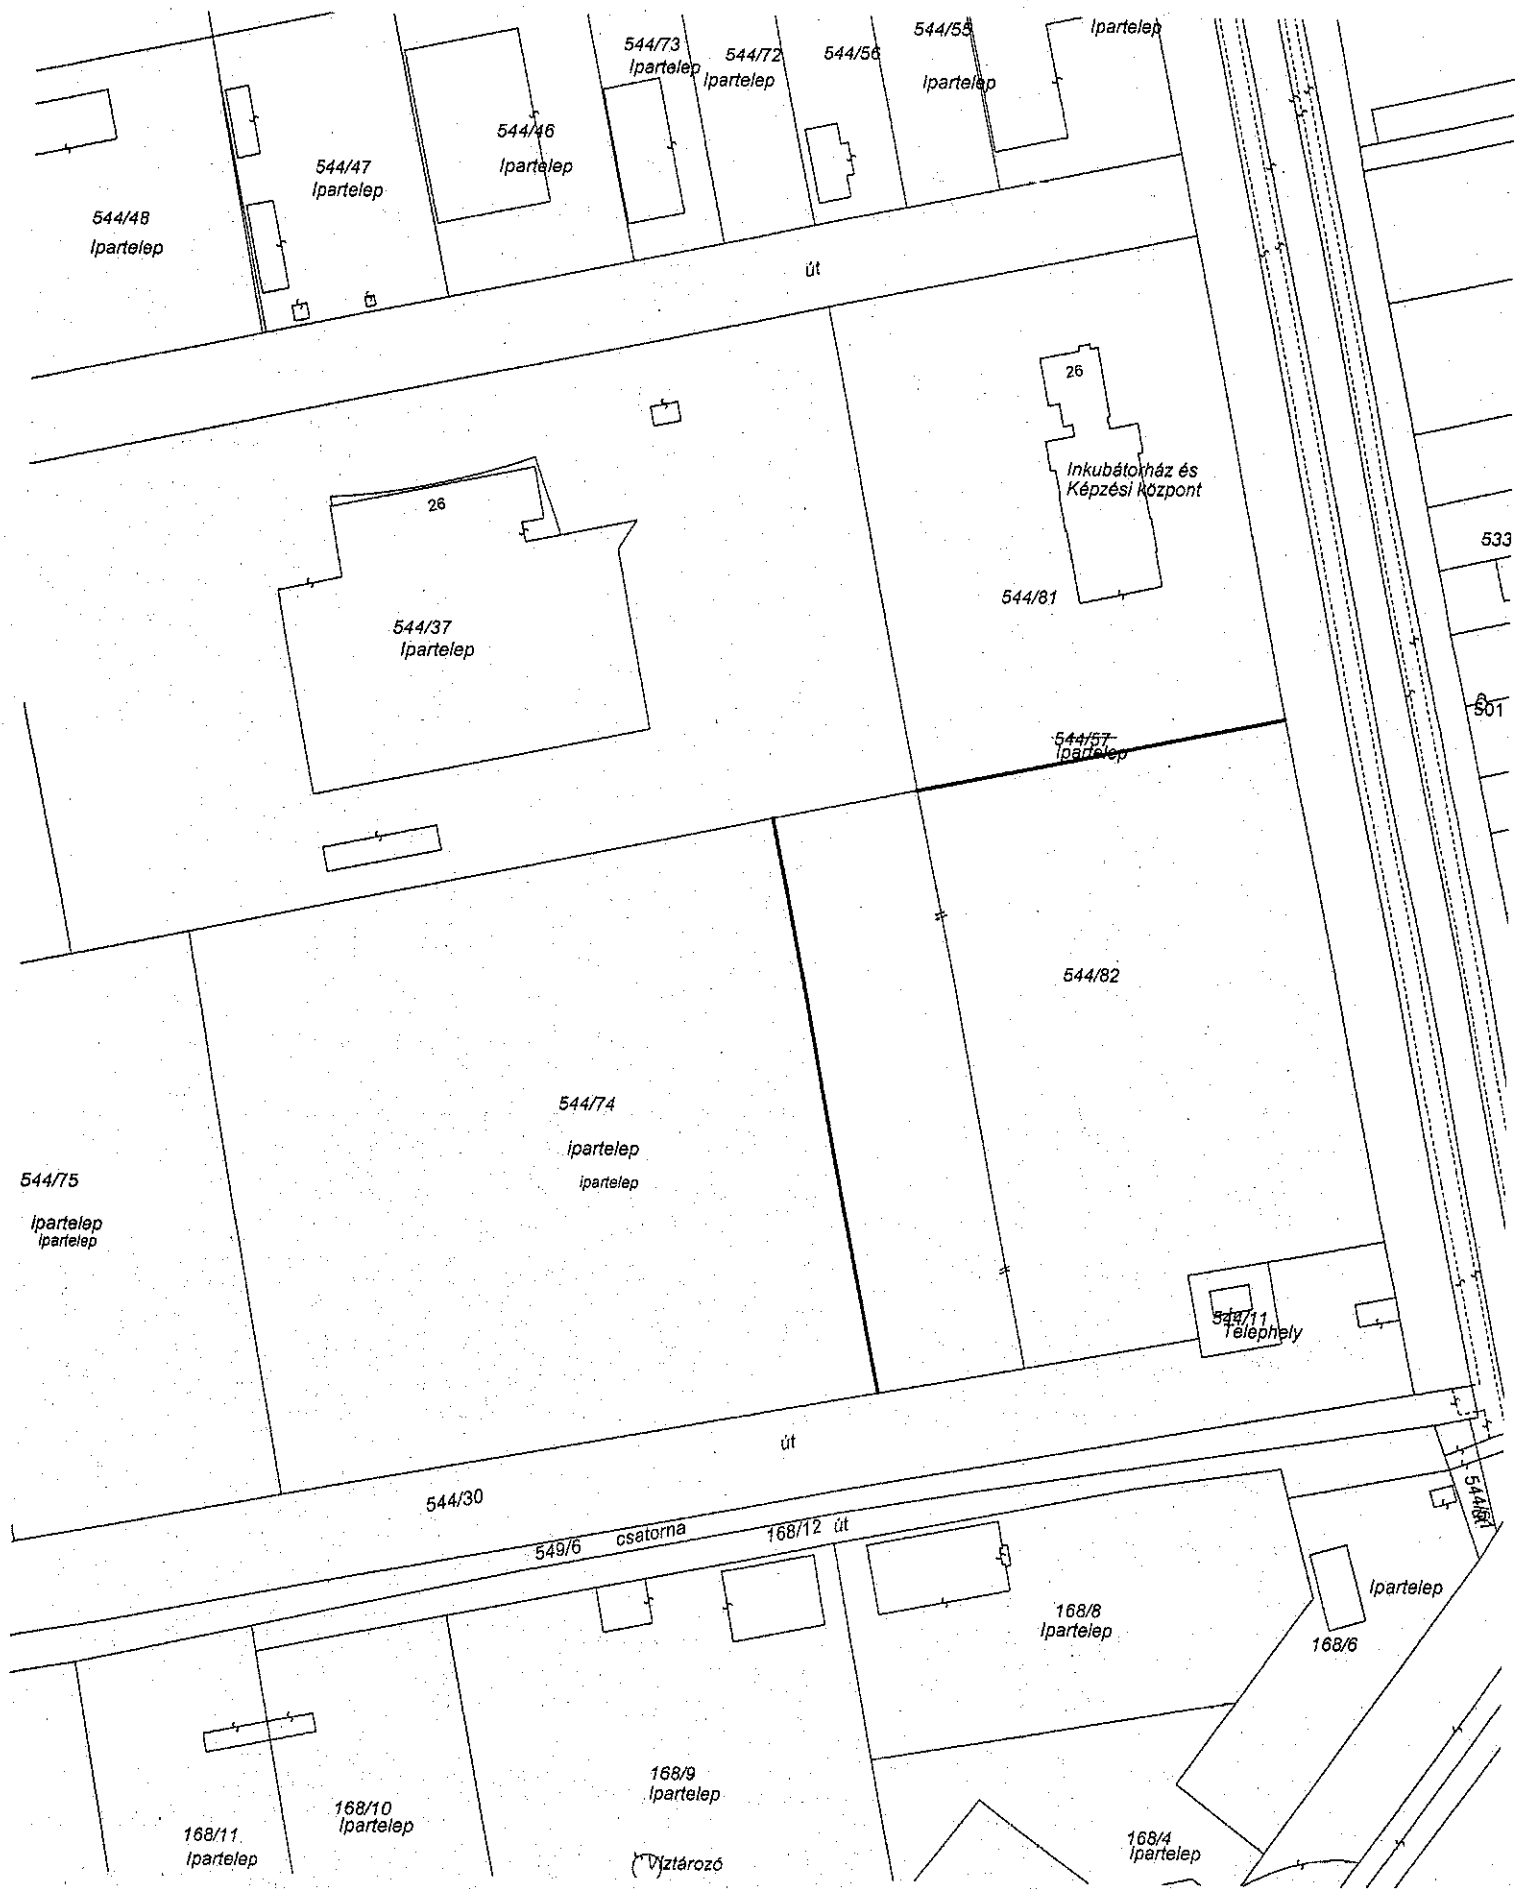 544/73
Ipartelep
544/72
Ipartelep
544/56
544/55
Ipartelep
Ipartelep
544/46
Ipartelep
544/47
Ipartelep
544/48
Ipartelep
út
26
Inkubátorház és
Képzési központ
26
544/37
Ipartelep
544/81
533
501
544/57
Ipartelep
544/82
544/74
ipartelep
ipartelep
544/75
ipartelep
ipartelep
544/11
Telephely
út
544/30
549/6
csatorna
168/12
út
168/8
Ipartelep
Ipartelep
168/6
168/9
Ipartelep
168/10
Ipartelep
168/11
Ipartelep
Víztározó
168/4
Ipartelep